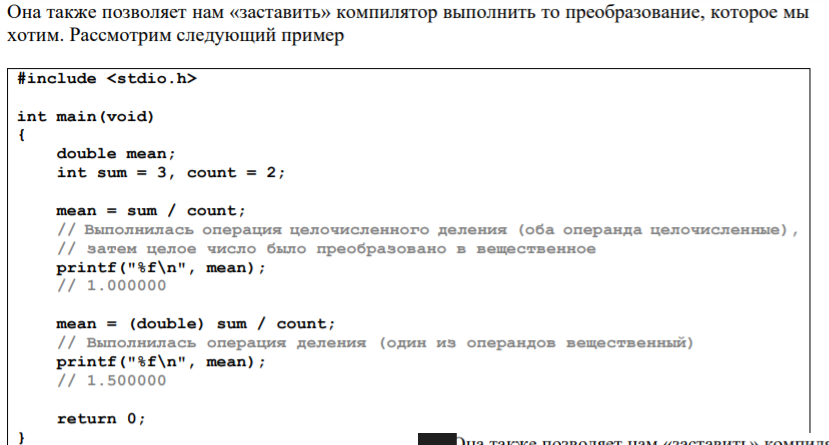 Она также позволяет нам «заставить» компилятор выполнить то преобразование, которое мы
хотим. Рассмотрим следующий пример
#include <stdio.h>
int main(void)
{
    double mean;
    int sum = 3, count = 2;
    mean = sum / count;
    // Выполнилась операция целочисленного деления (оба операнда целочисленные),
    // затем целое число было преобразовано в вещественное
    printf("%f\n", mean);
    // 1.000000
    mean = (double) sum / count;
    // Выполнилась операция деления (один из операндов вещественный)
    printf("%f\n", mean);
    // 1.500000
    return 0;
}
Она также позволяет нам «заставить»